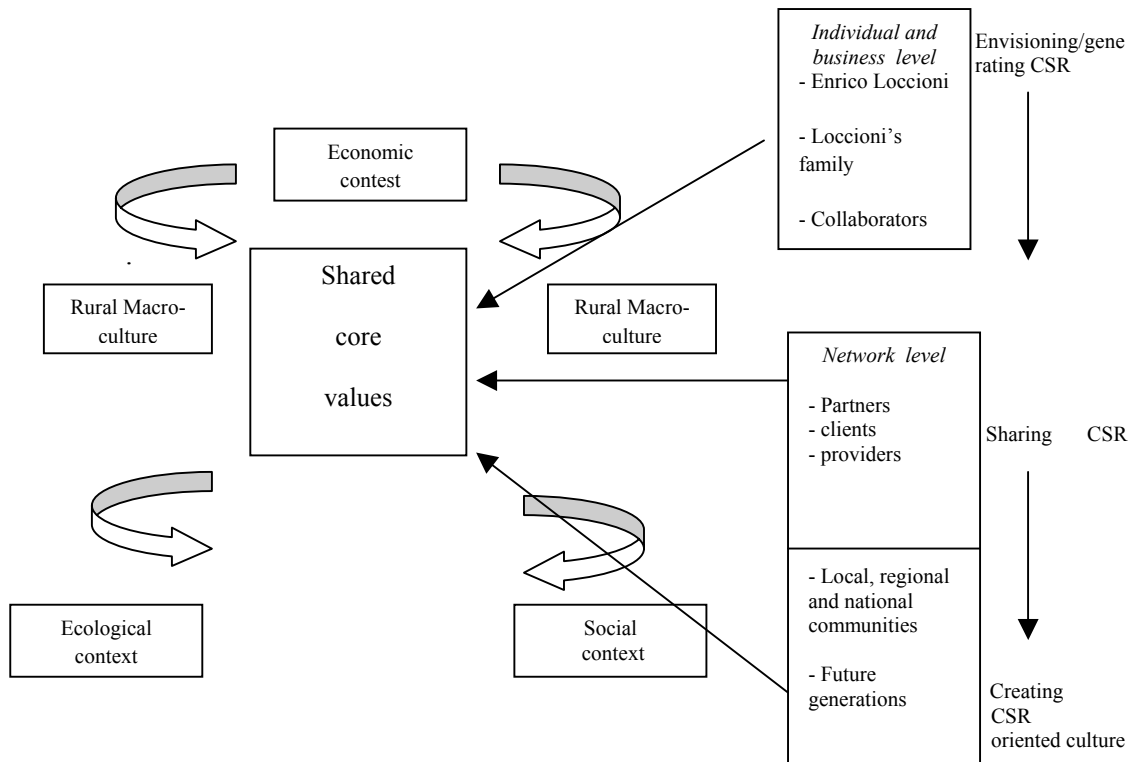 Individual and
business level
- Enrico Loccioni
- Loccioni's
family
- Collaborators
Envisioning/gene
rating CSR
Economic
contest
Shared
core
values
Rural Macro-
culture
Rural Macro-
culture
Network level
- Partners
- clients
- providers
Sharing CSR
- Local, regional
and national
communities
- Future
generations
Ecological
context
Social
context
Creating
CSR
oriented culture